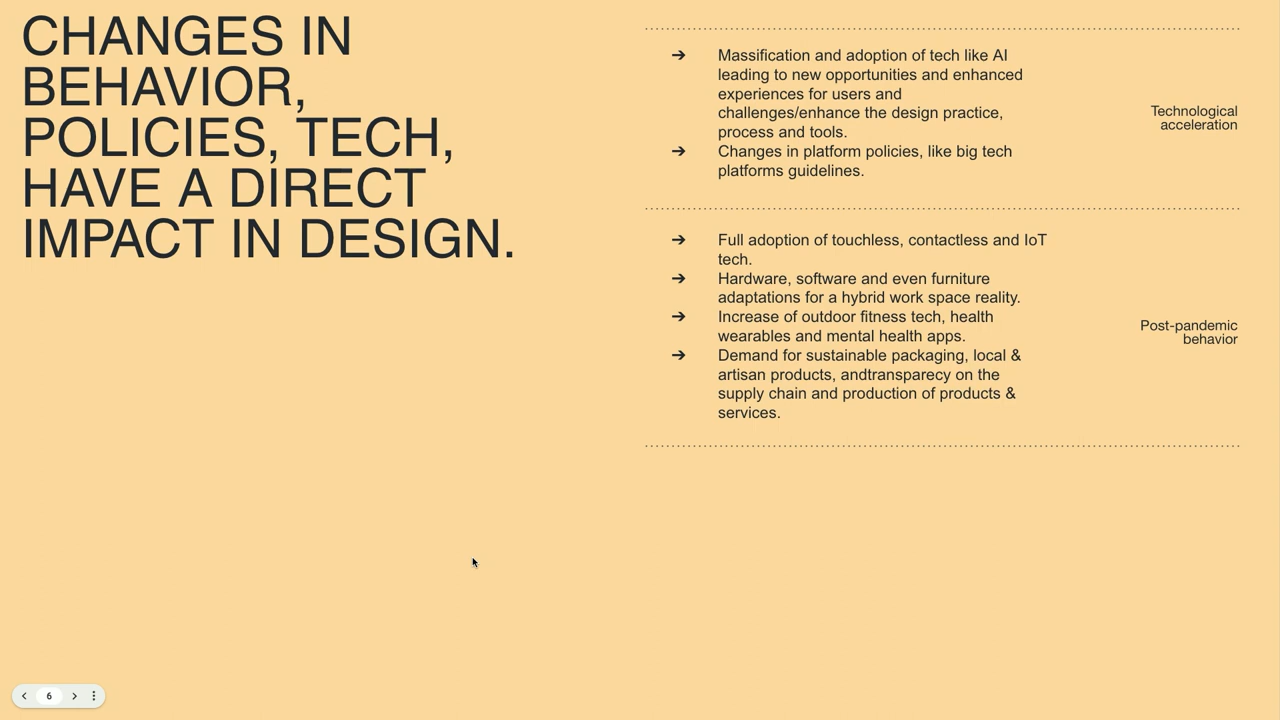 CHANGES IN
BEHAVIOR,
POLICIES, TECH,
HAVE A DIRECT
IMPACT IN DESIGN.
➔ Massification and adoption of tech like AI
leading to new opportunities and enhanced
experiences for users and
challenges/enhance the design practice,
process and tools.
➔ Changes in platform policies, like big tech
platforms guidelines.
Technological
acceleration
➔ Full adoption of touchless, contactless and IoT
tech.
➔ Hardware, software and even furniture
adaptations for a hybrid work space reality.
➔ Increase of outdoor fitness tech, health
wearables and mental health apps.
➔ Demand for sustainable packaging, local &
artisan products, andtransparecy on the
supply chain and production of products &
services.
Post-pandemic
behavior
6